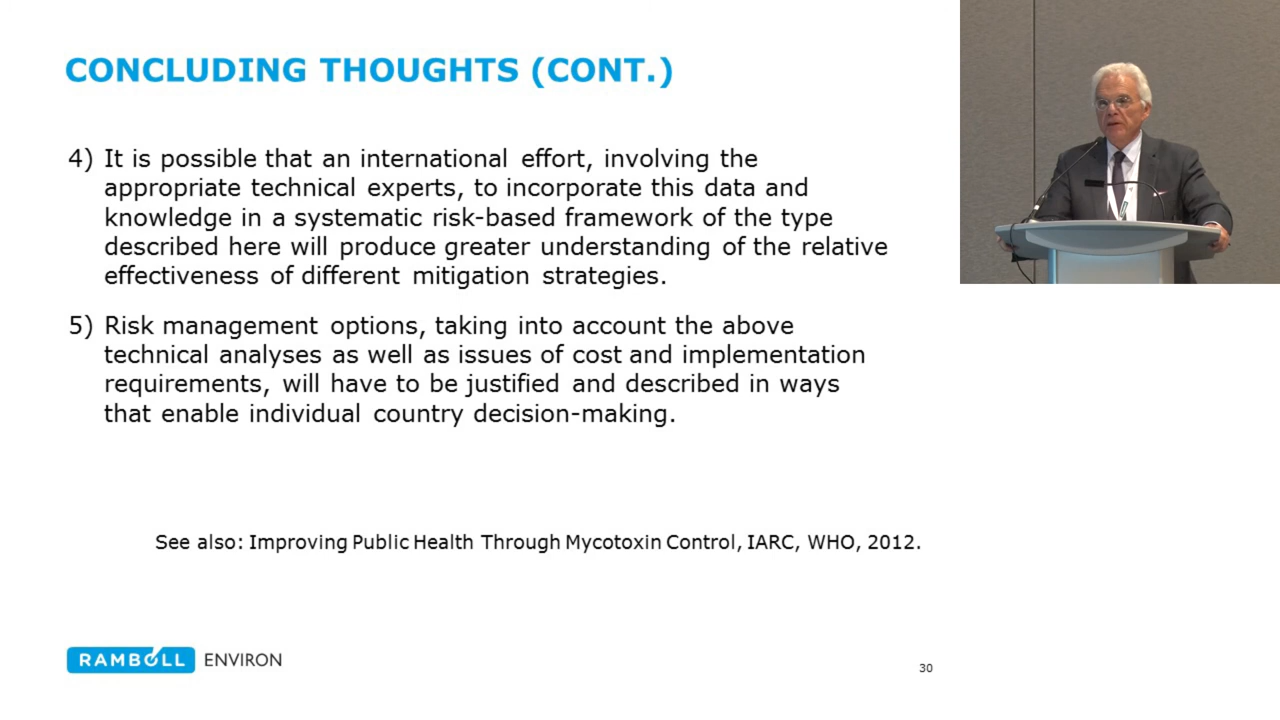 CONCLUDING THOUGHTS (CONT.)
4) It is possible that an international effort, involving the
appropriate technical experts, to incorporate this data and
knowledge in a systematic risk-based framework of the type
described here will produce greater understanding of the relative
effectiveness of different mitigation strategies.
5) Risk management options, taking into account the above
technical analyses as well as issues of cost and implementation
requirements, will have to be justified and described in ways
that enable individual country decision-making.
See also: Improving Public Health Through Mycotoxin Control, IARC, WHO, 2012.
RAMBOLL ENVIRON
30